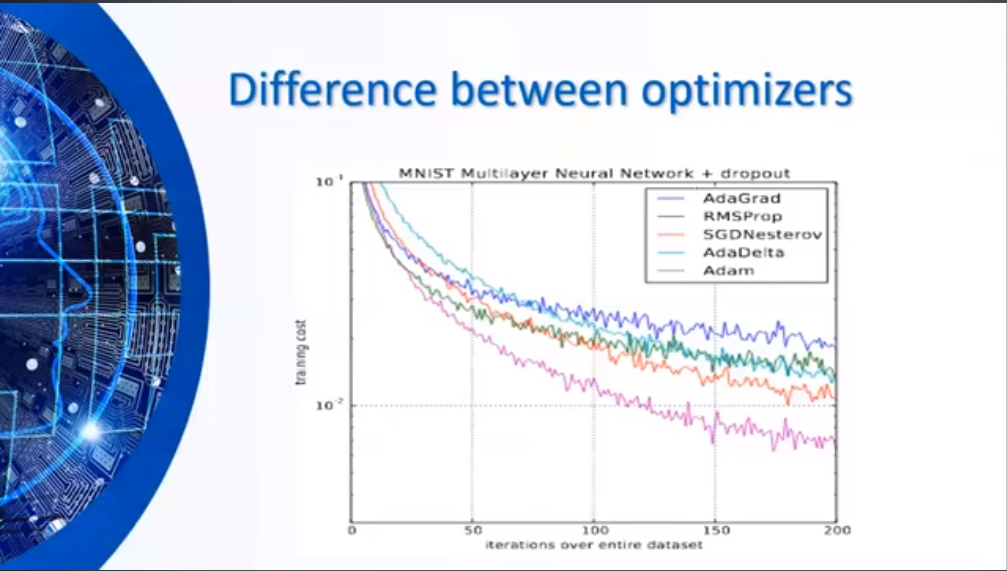 Difference between optimizers
MNIST Multilayer Neural Network + dropout
10⁻¹
AdaGrad
RMSProp
SGDNesterov
AdaDelta
Adam
training cost
10⁻²
0 50 100 150 200
iterations over entire dataset